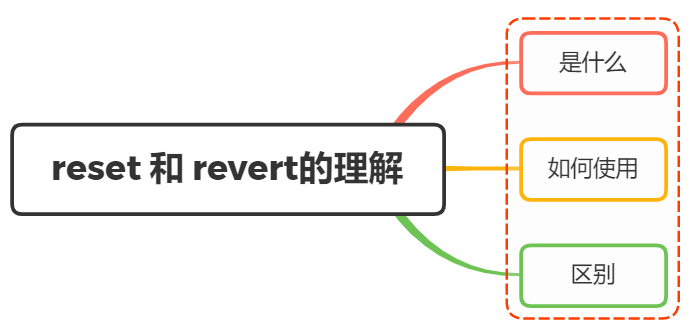 reset 和 revert的理解
是什么
如何使用
区别